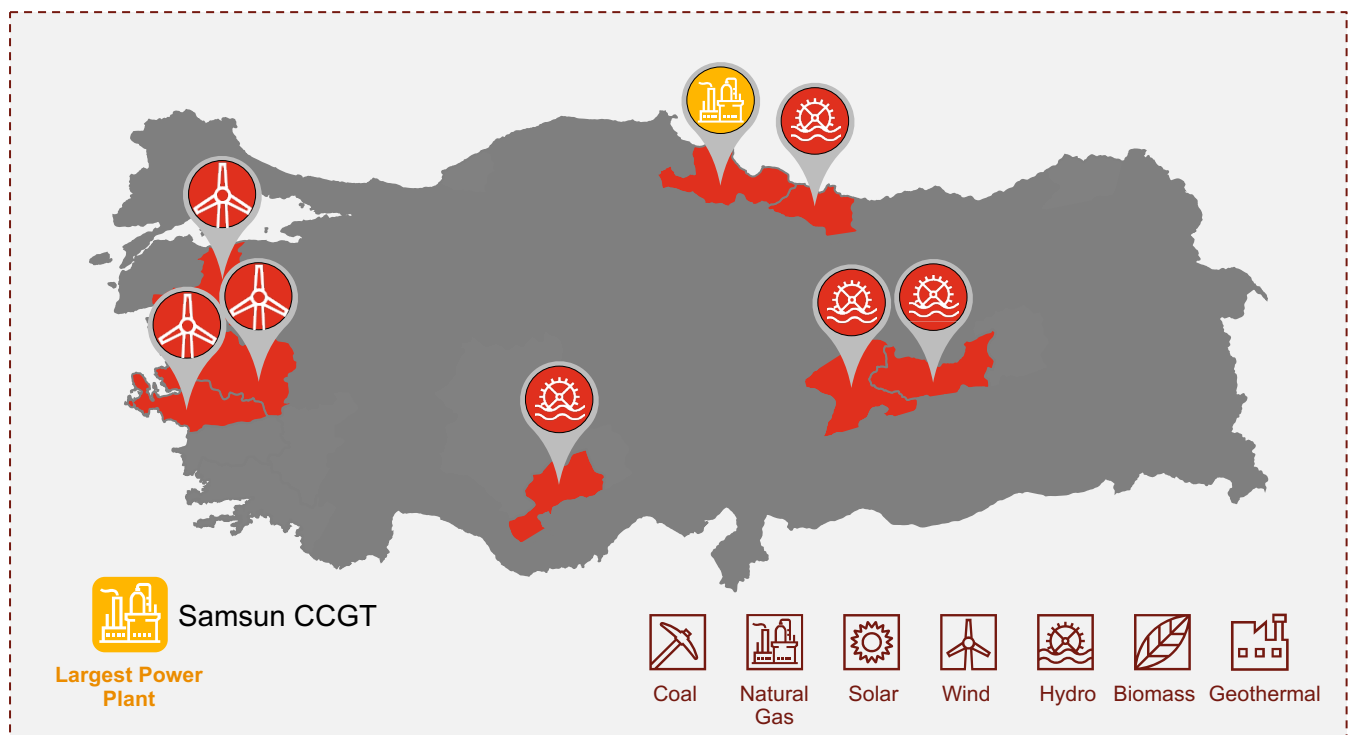 Samsun CCGT
Largest Power
Plant
Coal
Natural
Gas
Solar
Wind
Hydro
Biomass
Geothermal